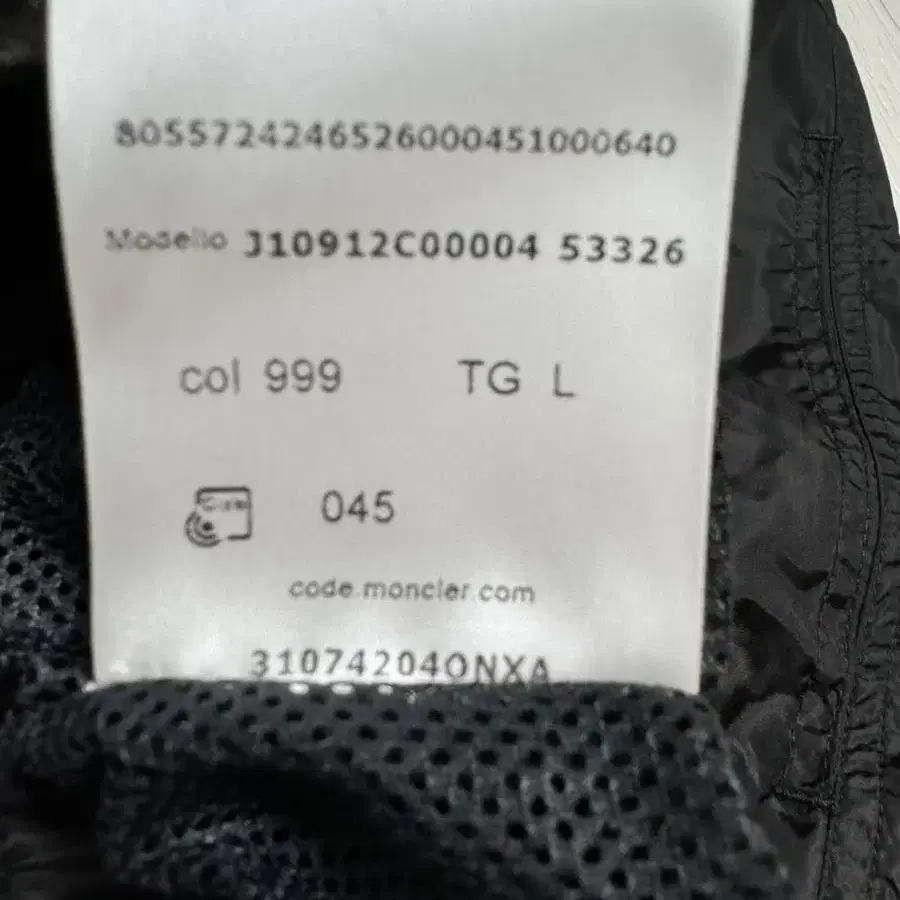 8055724246526000451000640
Modello J10912C00004 53326
col 999 TG L
045
code.moncler.com
310742040NXA